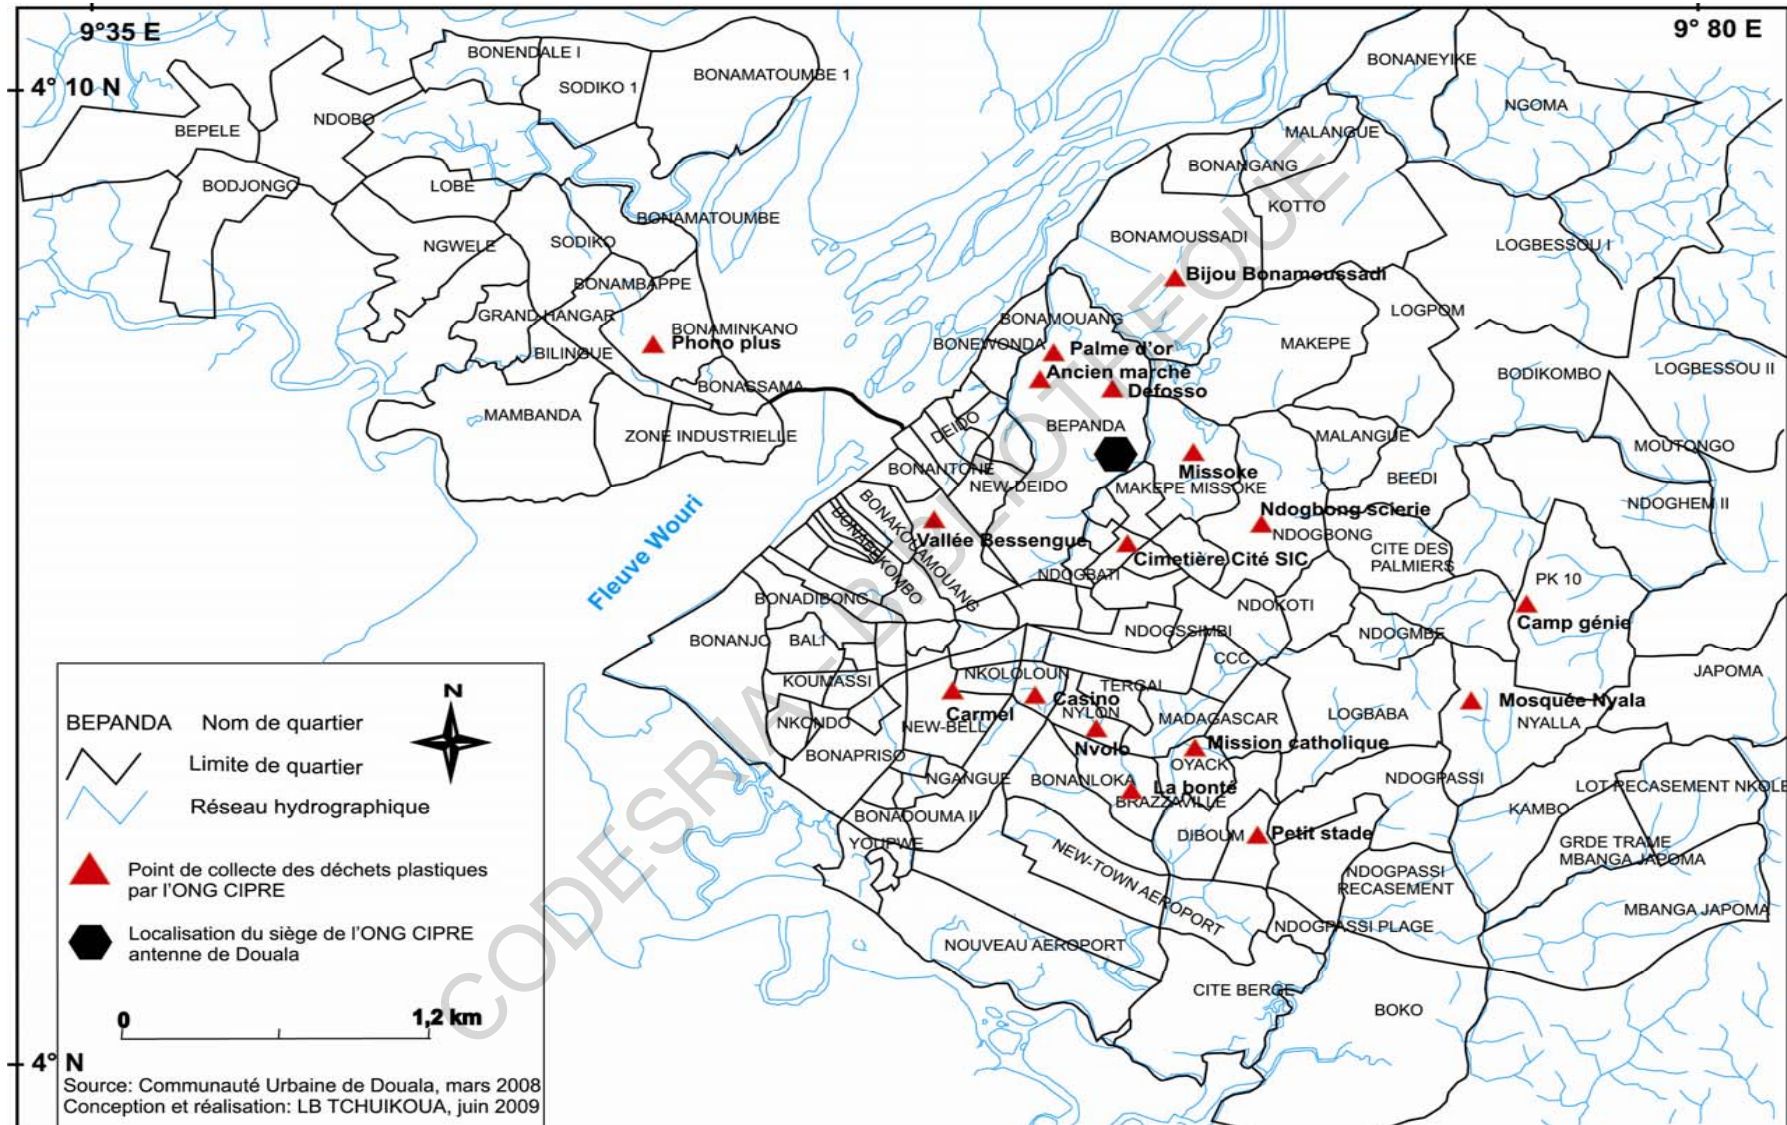 9°35 E
9° 80 E
4° 10 N
BONENDALE I
SODIKO 1
BONAMATOUMBE 1
BONANEYIKE
NGOMA
BEPELE
NDOBO
MALANGUE
BODJONGO
LOBE
BONANGANG
KOTTO
BONAMATOUMBE
NGWELE
SODIKO
BONAMOUSSADI
LOGBESSOU I
BONAMBAPPE
Bijou Bonamoussadi
GRAND HANGAR
BONAMINKANO
Phono plus
BONAMOUANG
LOGPOM
BILINGUE
BONEWONDA
Palme d'or
MAKEPE
Ancien marché
BONASSAMA
Defosso
BODIKOMBO
LOGBESSOU II
MAMBANDA
ZONE INDUSTRIELLE
DEIDO
BEPANDA
MALANGUE
MOUTONGO
BONANTONE
NEW-DEIDO
Missoke
MAKEPE MISSOKE
BEEDI
NDOGHEM II
Fleuve Wouri
Vallée Bessengue
Ndogbong scierie
NDOGBONG
CITE DES
PALMIERS
Cimetière Cité SIC
NDOGBATI
PK 10
BONADIBONG
NDOKOTI
Camp génie
BONANJO
BALI
NDOGSSIMBI
NDOGMBE
CCC
JAPOMA
KOUMASSI
NKOLOLOUN
TERGAL
Casino
NYLON
Carmel
NEW-BELL
NKONDO
MADAGASCAR
LOGBABA
Mosquée Nyala
NYALLA
Nvolo
Mission catholique
OYACK
BONAPRISO
NGANGUE
BONANLOKA
La bonté
BRAZZAVILLE
NDOGPASSI
LOT RECASEMENT NKOLE
KAMBO
BONADOUMA II
YOUPWE
DIBOUM
Petit stade
GRDE TRAME
MBANGA JAPOMA
NEW-TOWN AEROPORT
NDOGPASSI
RECASEMENT
MBANGA JAPOMA
NDOGPASSI PLAGE
NOUVEAU AEROPORT
CITE BERGE
BOKO
N
BEPANDA Nom de quartier
Limite de quartier
Réseau hydrographique
Point de collecte des déchets plastiques
par l'ONG CIPRE
Localisation du siège de l'ONG CIPRE
antenne de Douala
0 1,2 km
4° N
Source: Communauté Urbaine de Douala, mars 2008
Conception et réalisation: LB TCHUIKOUA, juin 2009
CODESRIA - BIBLIOTHEQUE